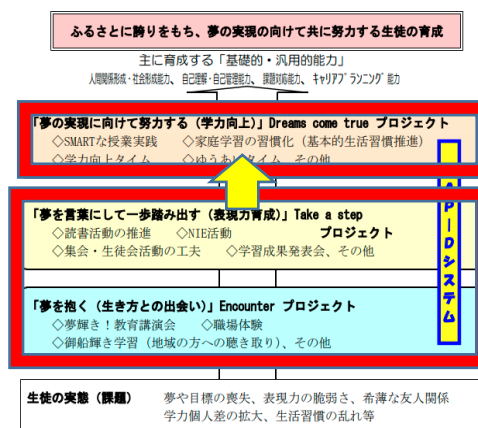 ふるさとに誇りをもち、夢の実現の向けて共に努力する生徒の育成
主に育成する「基礎的・汎用的能力」
人間関係形成・社会形成能力、自己理解・自己管理能力、課題対応能力、キャリアプランニング能力
「夢の実現に向けて努力する（学力向上）」Dreams come true プロジェクト
◇SMARTな授業実践　◇家庭学習の習慣化（基本的生活習慣推進）
◇学力向上タイム　◇ゆうあいタイム、その他
「夢を言葉にして一歩踏み出す（表現力育成）」Take a step
◇読書活動の推進　◇NIE活動　プロジェクト
◇集会・生徒会活動の工夫　◇学習成果発表会、その他
「夢を抱く（生き方との出会い）」Encounter プロジェクト
◇夢輝き！教育講演会　◇職場体験
◇御船輝き学習（地域の方への聴き取り）、その他
PDシステム
生徒の実態（課題）　夢や目標の喪失、表現力の脆弱さ、希薄な友人関係
学力個人差の拡大、生活習慣の乱れ等